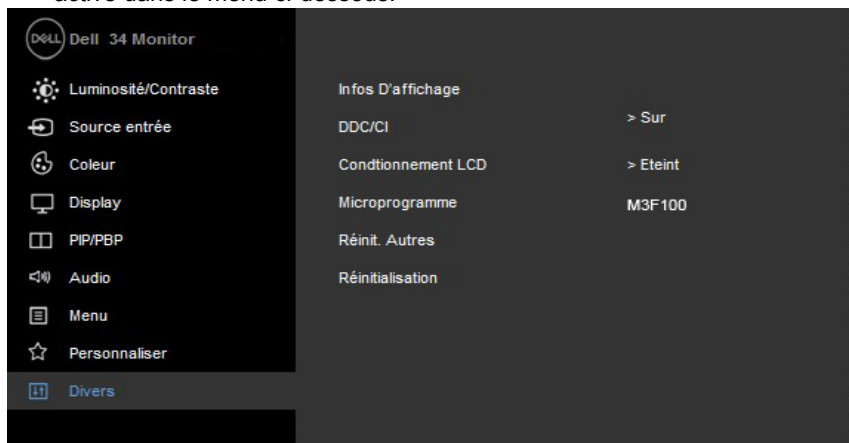 DELL Dell 34 Monitor
Luminosité/Contraste
Source entrée
Coleur
Display
PIP/PBP
Audio
Menu
Personnaliser
Divers
Infos D'affichage
DDC/CI > Sur
Condtionnement LCD > Eteint
Microprogramme M3F100
Réinit. Autres
Réinitialisation